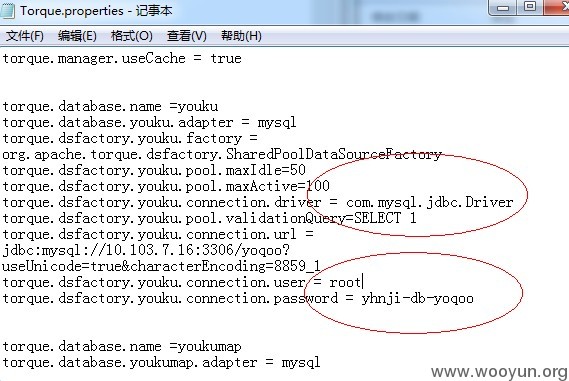 Torque.properties - 记事本
文件(F) 编辑(E) 格式(O) 查看(V) 帮助(H)
torque.manager.useCache = true
torque.database.name =youku
torque.database.youku.adapter = mysql
torque.dsfactory.youku.factory =
org.apache.torque.dsfactory.SharedPoolDataSourceFactory
torque.dsfactory.youku.pool.maxIdle=50
torque.dsfactory.youku.pool.maxActive=100
torque.dsfactory.youku.connection.driver = com.mysql.jdbc.Driver
torque.dsfactory.youku.pool.validationQuery=SELECT 1
torque.dsfactory.youku.connection.url =
jdbc:mysql://10.103.7.16:3306/yoqoo?
useUnicode=true&characterEncoding=8859_1
torque.dsfactory.youku.connection.user = root
torque.dsfactory.youku.connection.password = yhnji-db-yoqoo
torque.database.name =youkumap
torque.database.youkumap.adapter = mysql
www.wooyun.org